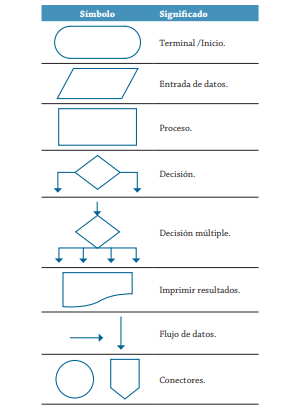 Símbolo Significado
Terminal /Inicio.
Entrada de datos.
Proceso.
Decisión.
Decisión múltiple.
Imprimir resultados.
Flujo de datos.
Conectores.